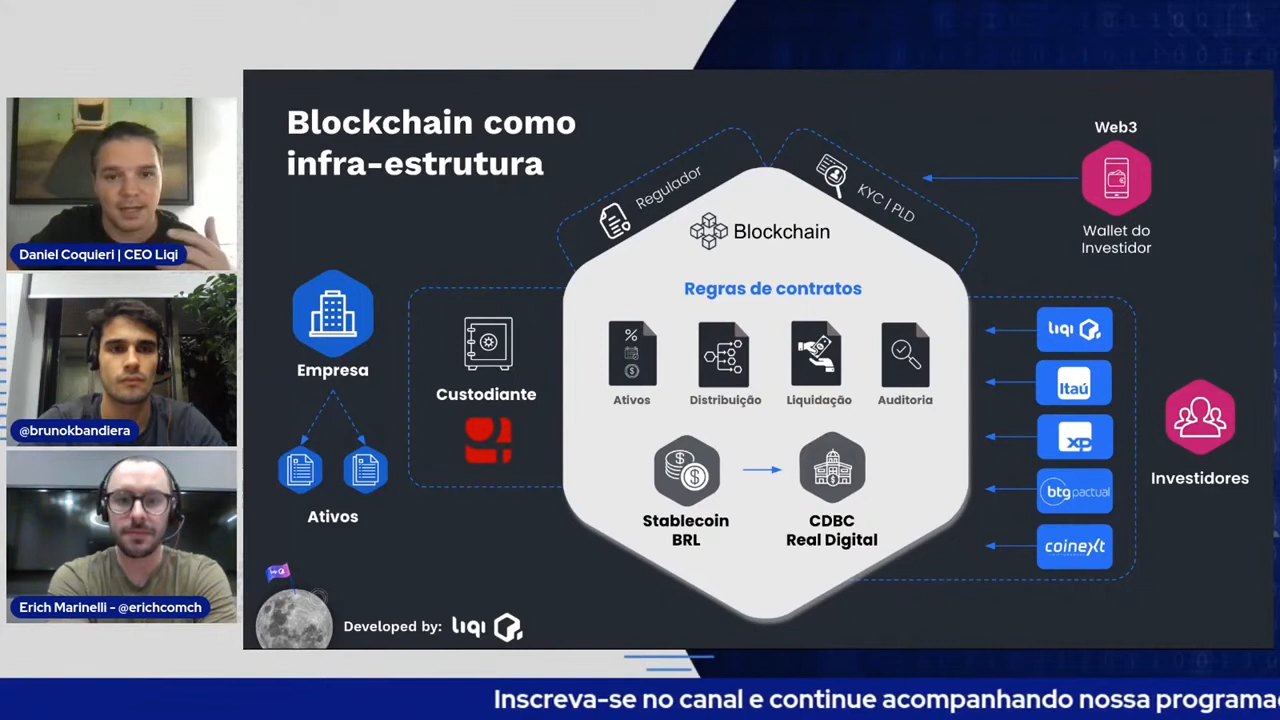 Blockchain como
infra-estrutura
Regulador
KYC | PLD
Web3
Wallet do
Investidor
Blockchain
Regras de contratos
%
$
Ativos
Distribuição
Liquidação
Auditoria
Empresa
Ativos
Custodiante
$
$
Stablecoin
BRL
CDBC
Real Digital
liqi
Itaú
xp
btgpactual
coinext
Investidores
Developed by: liqi
Daniel Coquieri | CEO Liqi
@brunokbandiera
Erich Marinelli - @erichcomch
Inscreva-se no canal e continue acompanhando nossa programa